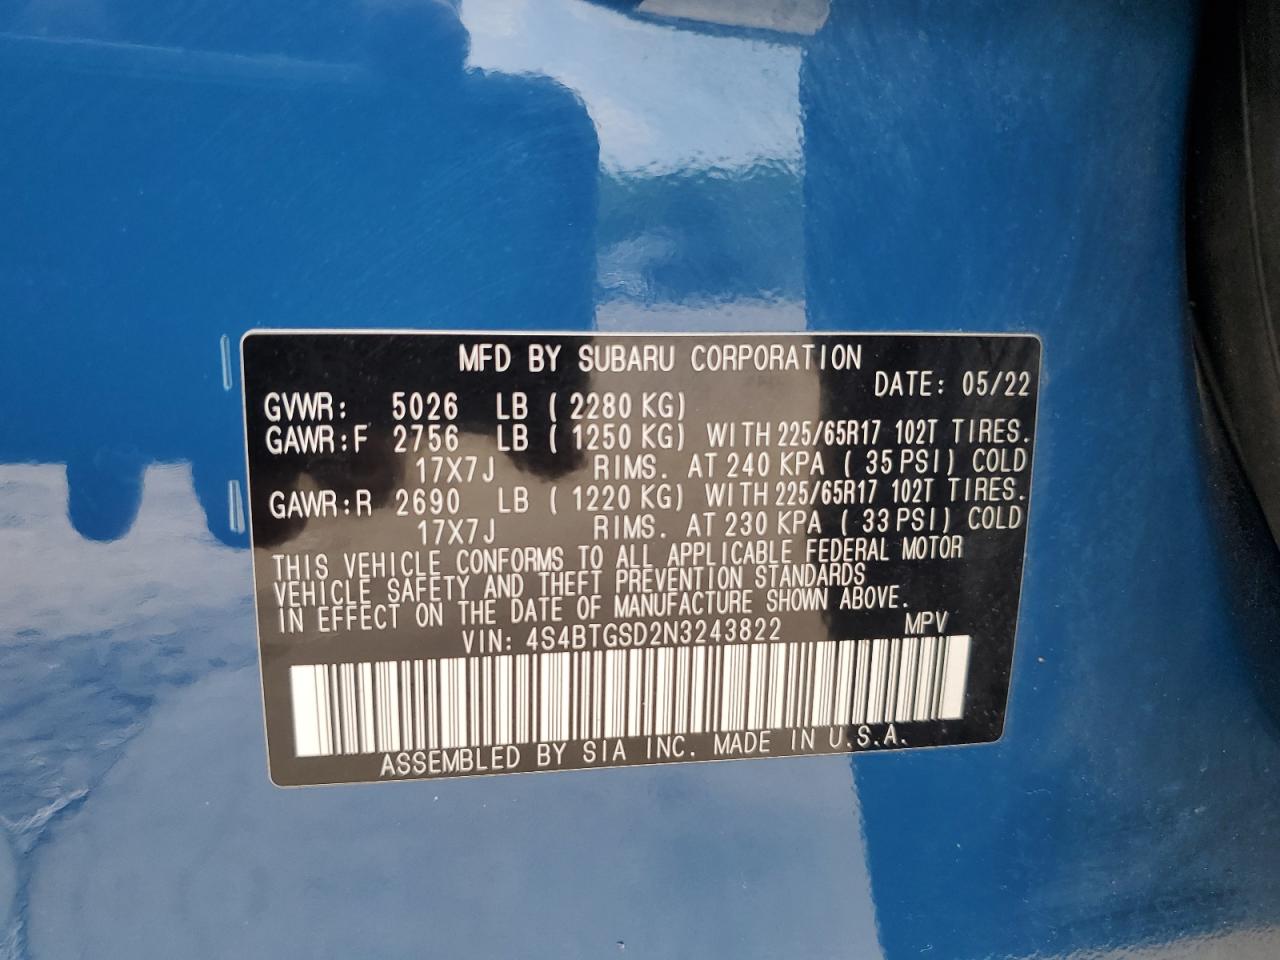 MFD BY SUBARU CORPORATION
DATE: 05/22
GVWR: 5026 LB (2280 KG)
GAWR:F 2756 LB (1250 KG) WITH 225/65R17 102T TIRES.
17X7J RIMS. AT 240 KPA (35 PSI) COLD
GAWR:R 2690 LB (1220 KG) WITH 225/65R17 102T TIRES.
17X7J RIMS. AT 230 KPA (33 PSI) COLD
THIS VEHICLE CONFORMS TO ALL APPLICABLE FEDERAL MOTOR
VEHICLE SAFETY AND THEFT PREVENTION STANDARDS
IN EFFECT ON THE DATE OF MANUFACTURE SHOWN ABOVE.
VIN: 4S4BTGSD2N3243822 MPV
ASSEMBLED BY SIA INC. MADE IN U.S.A.